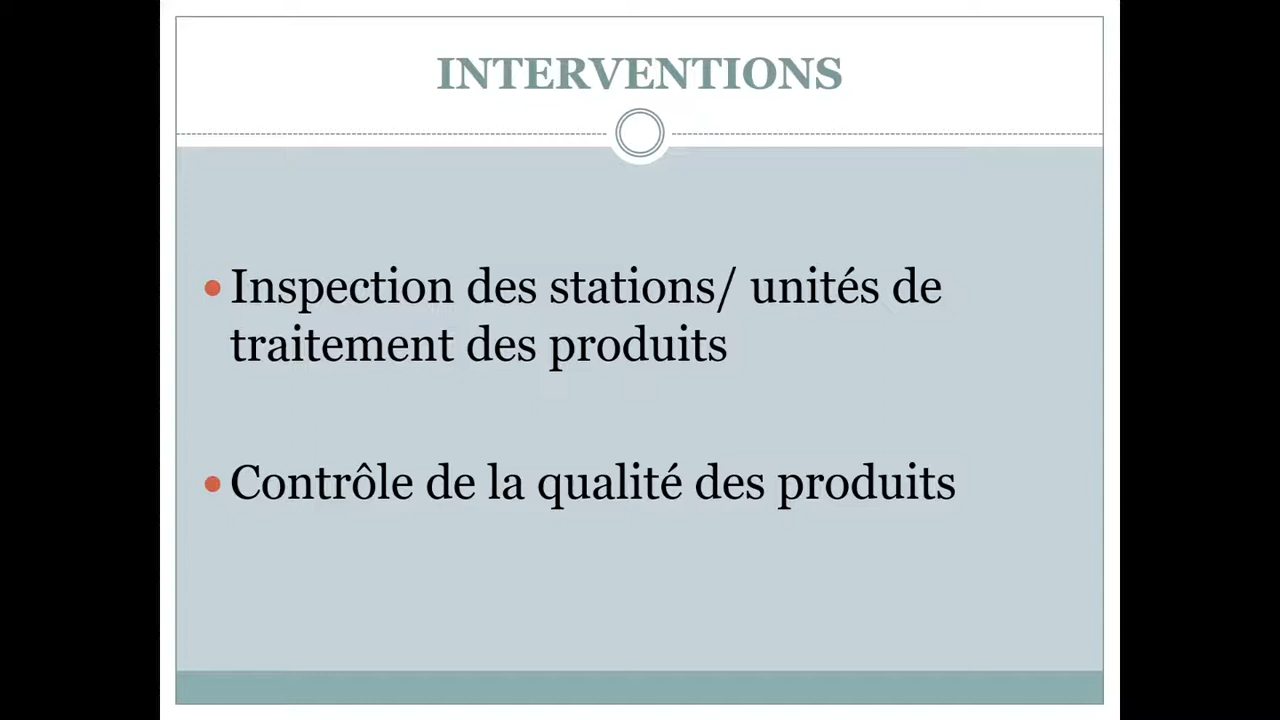 INTERVENTIONS
• Inspection des stations/ unités de
traitement des produits
• Contrôle de la qualité des produits